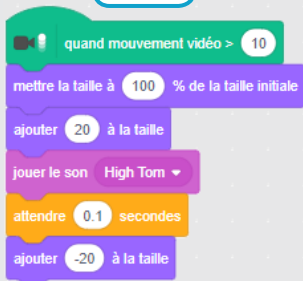 quand mouvement vidéo > 10
mettre la taille à 100 % de la taille initiale
ajouter 20 à la taille
jouer le son High Tom
attendre 0.1 secondes
ajouter -20 à la taille